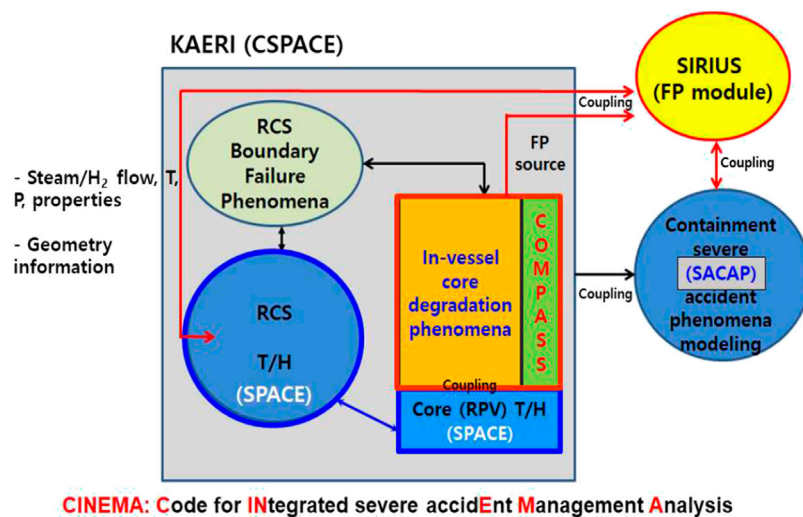 KAERI (CSPACE)
SIRIUS
(FP module)
Coupling
RCS
Boundary
Failure
Phenomena
FP
source
Coupling
- Steam/H₂ flow, T,
P, properties
- Geometry
information
In-vessel
core
degradation
phenomena
COMPASS
Containment
severe
(SACAP)
accident
phenomena
modeling
Coupling
RCS
T/H
(SPACE)
Coupling
Core (RPV) T/H
(SPACE)
CINEMA: Code for INtegrated severe accidEnt Management Analysis